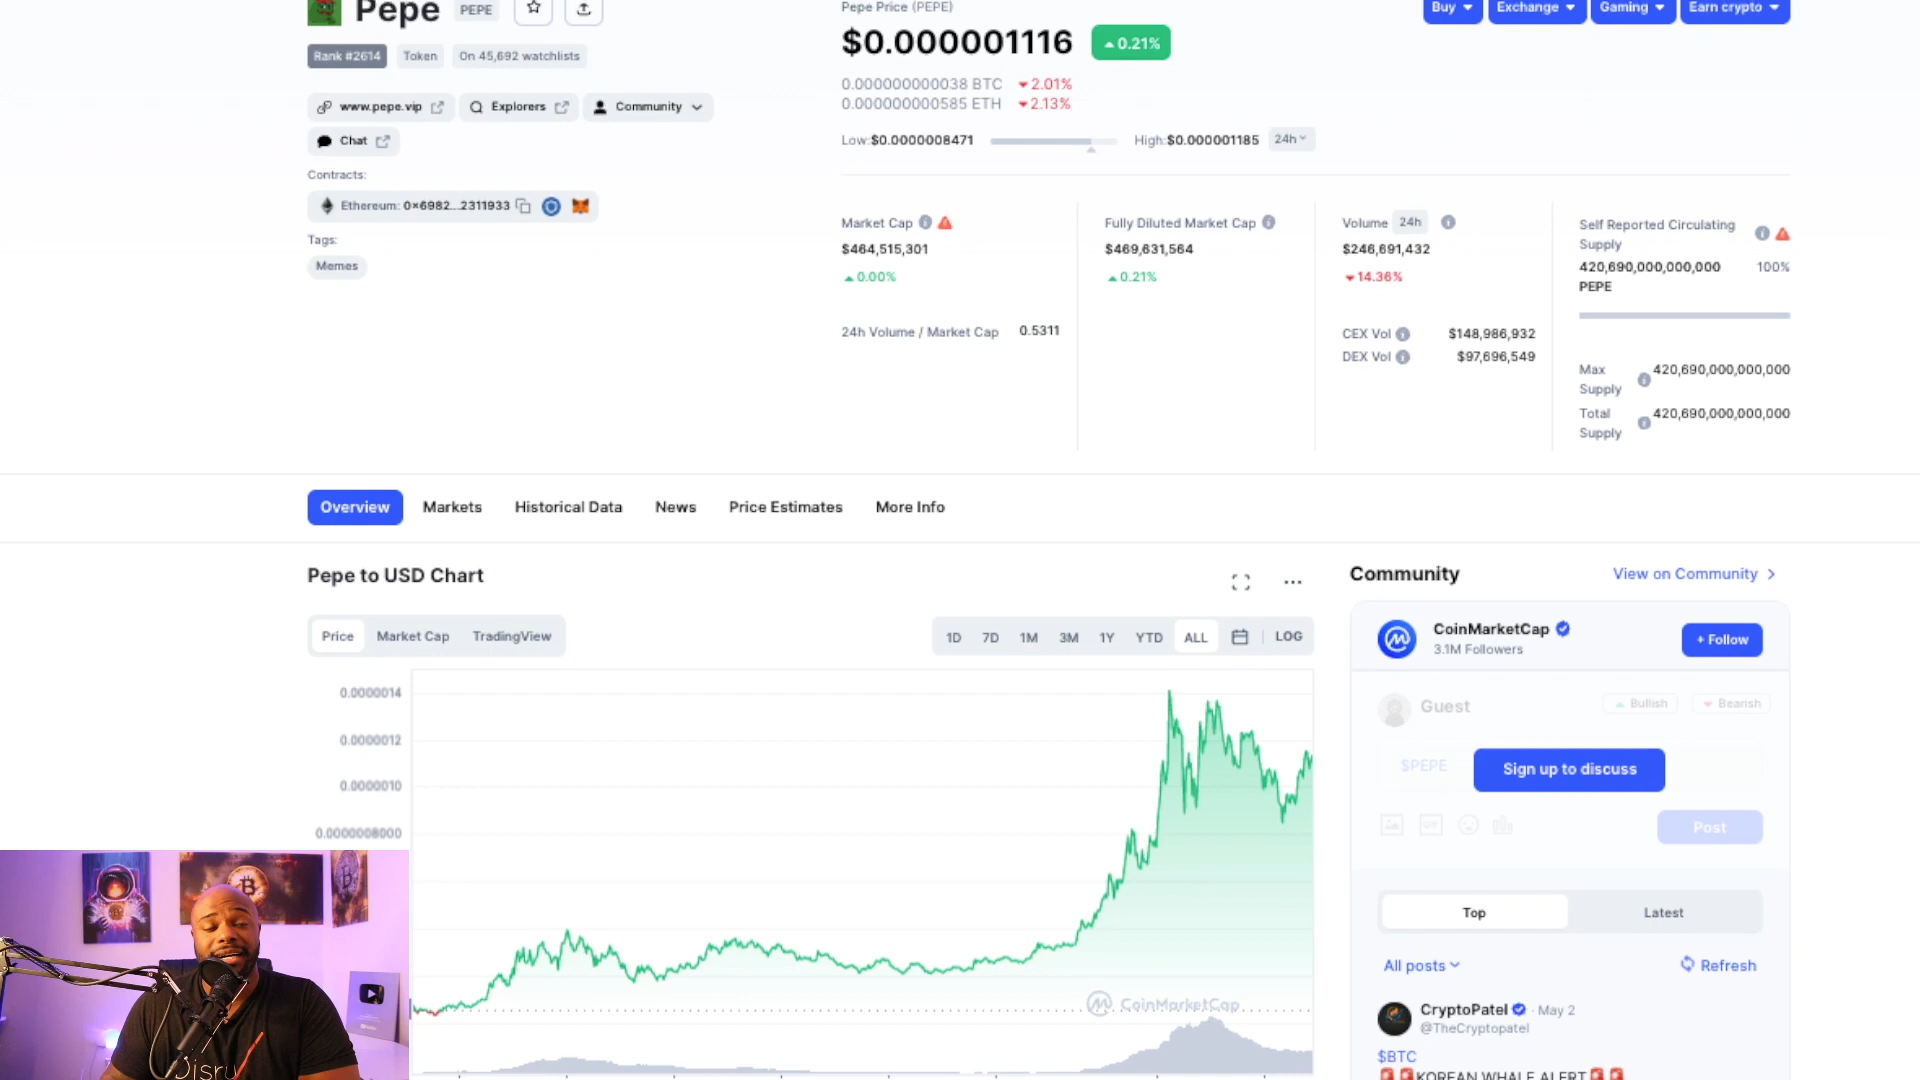 Pepe PEPE
Rank #2614 Token On 45,692 watchlists
www.pepe.vip Explorers Community
Chat
Contracts:
Ethereum: 0x6982...2311933
Tags:
Memes
Buy Exchange Gaming Earn crypto
Pepe Price (PEPE)
$0.000001116 0.21%
0.000000000038 BTC 2.01%
0.000000000585 ETH 2.13%
Low:$0.0000008471 High:$0.000001185 24h
Market Cap
$464,515,301
0.00%
24h Volume / Market Cap 0.5311
Fully Diluted Market Cap
$469,631,564
0.21%
Volume 24h
$246,691,432
14.36%
CEX Vol $148,986,932
DEX Vol $97,696,549
Self Reported Circulating
Supply
420,690,000,000,000 100%
PEPE
Max
Supply
420,690,000,000,000
Total
Supply
420,690,000,000,000
Overview Markets Historical Data News Price Estimates More Info
Pepe to USD Chart
Price Market Cap TradingView
1D 7D 1M 3M 1Y YTD ALL LOG
0.0000014
0.0000012
0.0000010
0.0000008000
CoinMarketCap
Community View on Community
CoinMarketCap
3.1M Followers
+ Follow
Guest Bullish Bearish
$PEPE Sign up to discuss
Post
Top Latest
All posts Refresh
CryptoPatel · May 2
@TheCryptopatel
$BTC
🚨🚨KOREAN WHALE ALERT🚨🚨